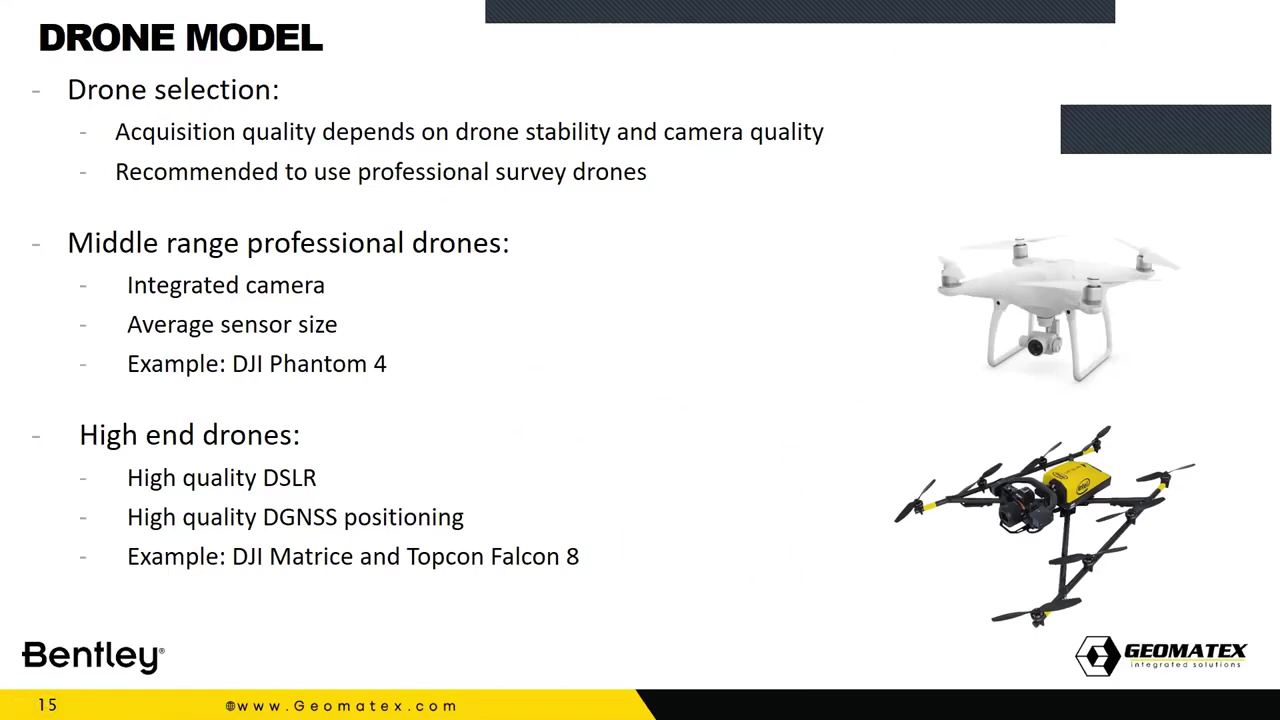 DRONE MODEL
- Drone selection:
- Acquisition quality depends on drone stability and camera quality
- Recommended to use professional survey drones
- Middle range professional drones:
- Integrated camera
- Average sensor size
- Example: DJI Phantom 4
- High end drones:
- High quality DSLR
- High quality DGNSS positioning
- Example: DJI Matrice and Topcon Falcon 8
Bentley®
GEOMATEX
integrated solutions
15
www.Geomatex.com